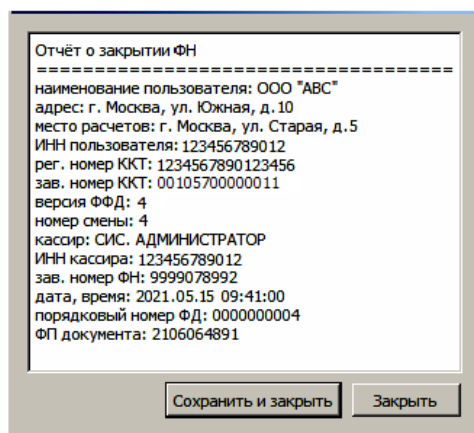 Отчёт о закрытии ФН
=====================================
наименование пользователя: ООО "АВС"
адрес: г. Москва, ул. Южная, д.10
место расчетов: г. Москва, ул. Старая, д.5
ИНН пользователя: 123456789012
рег. номер ККТ: 1234567890123456
зав. номер ККТ: 00105700000011
версия ФФД: 4
номер смены: 4
кассир: СИС. АДМИНИСТРАТОР
ИНН кассира: 123456789012
зав. номер ФН: 9999078992
дата, время: 2021.05.15 09:41:00
порядковый номер ФД: 0000000004
ФП документа: 2106064891
Сохранить и закрыть Закрыть